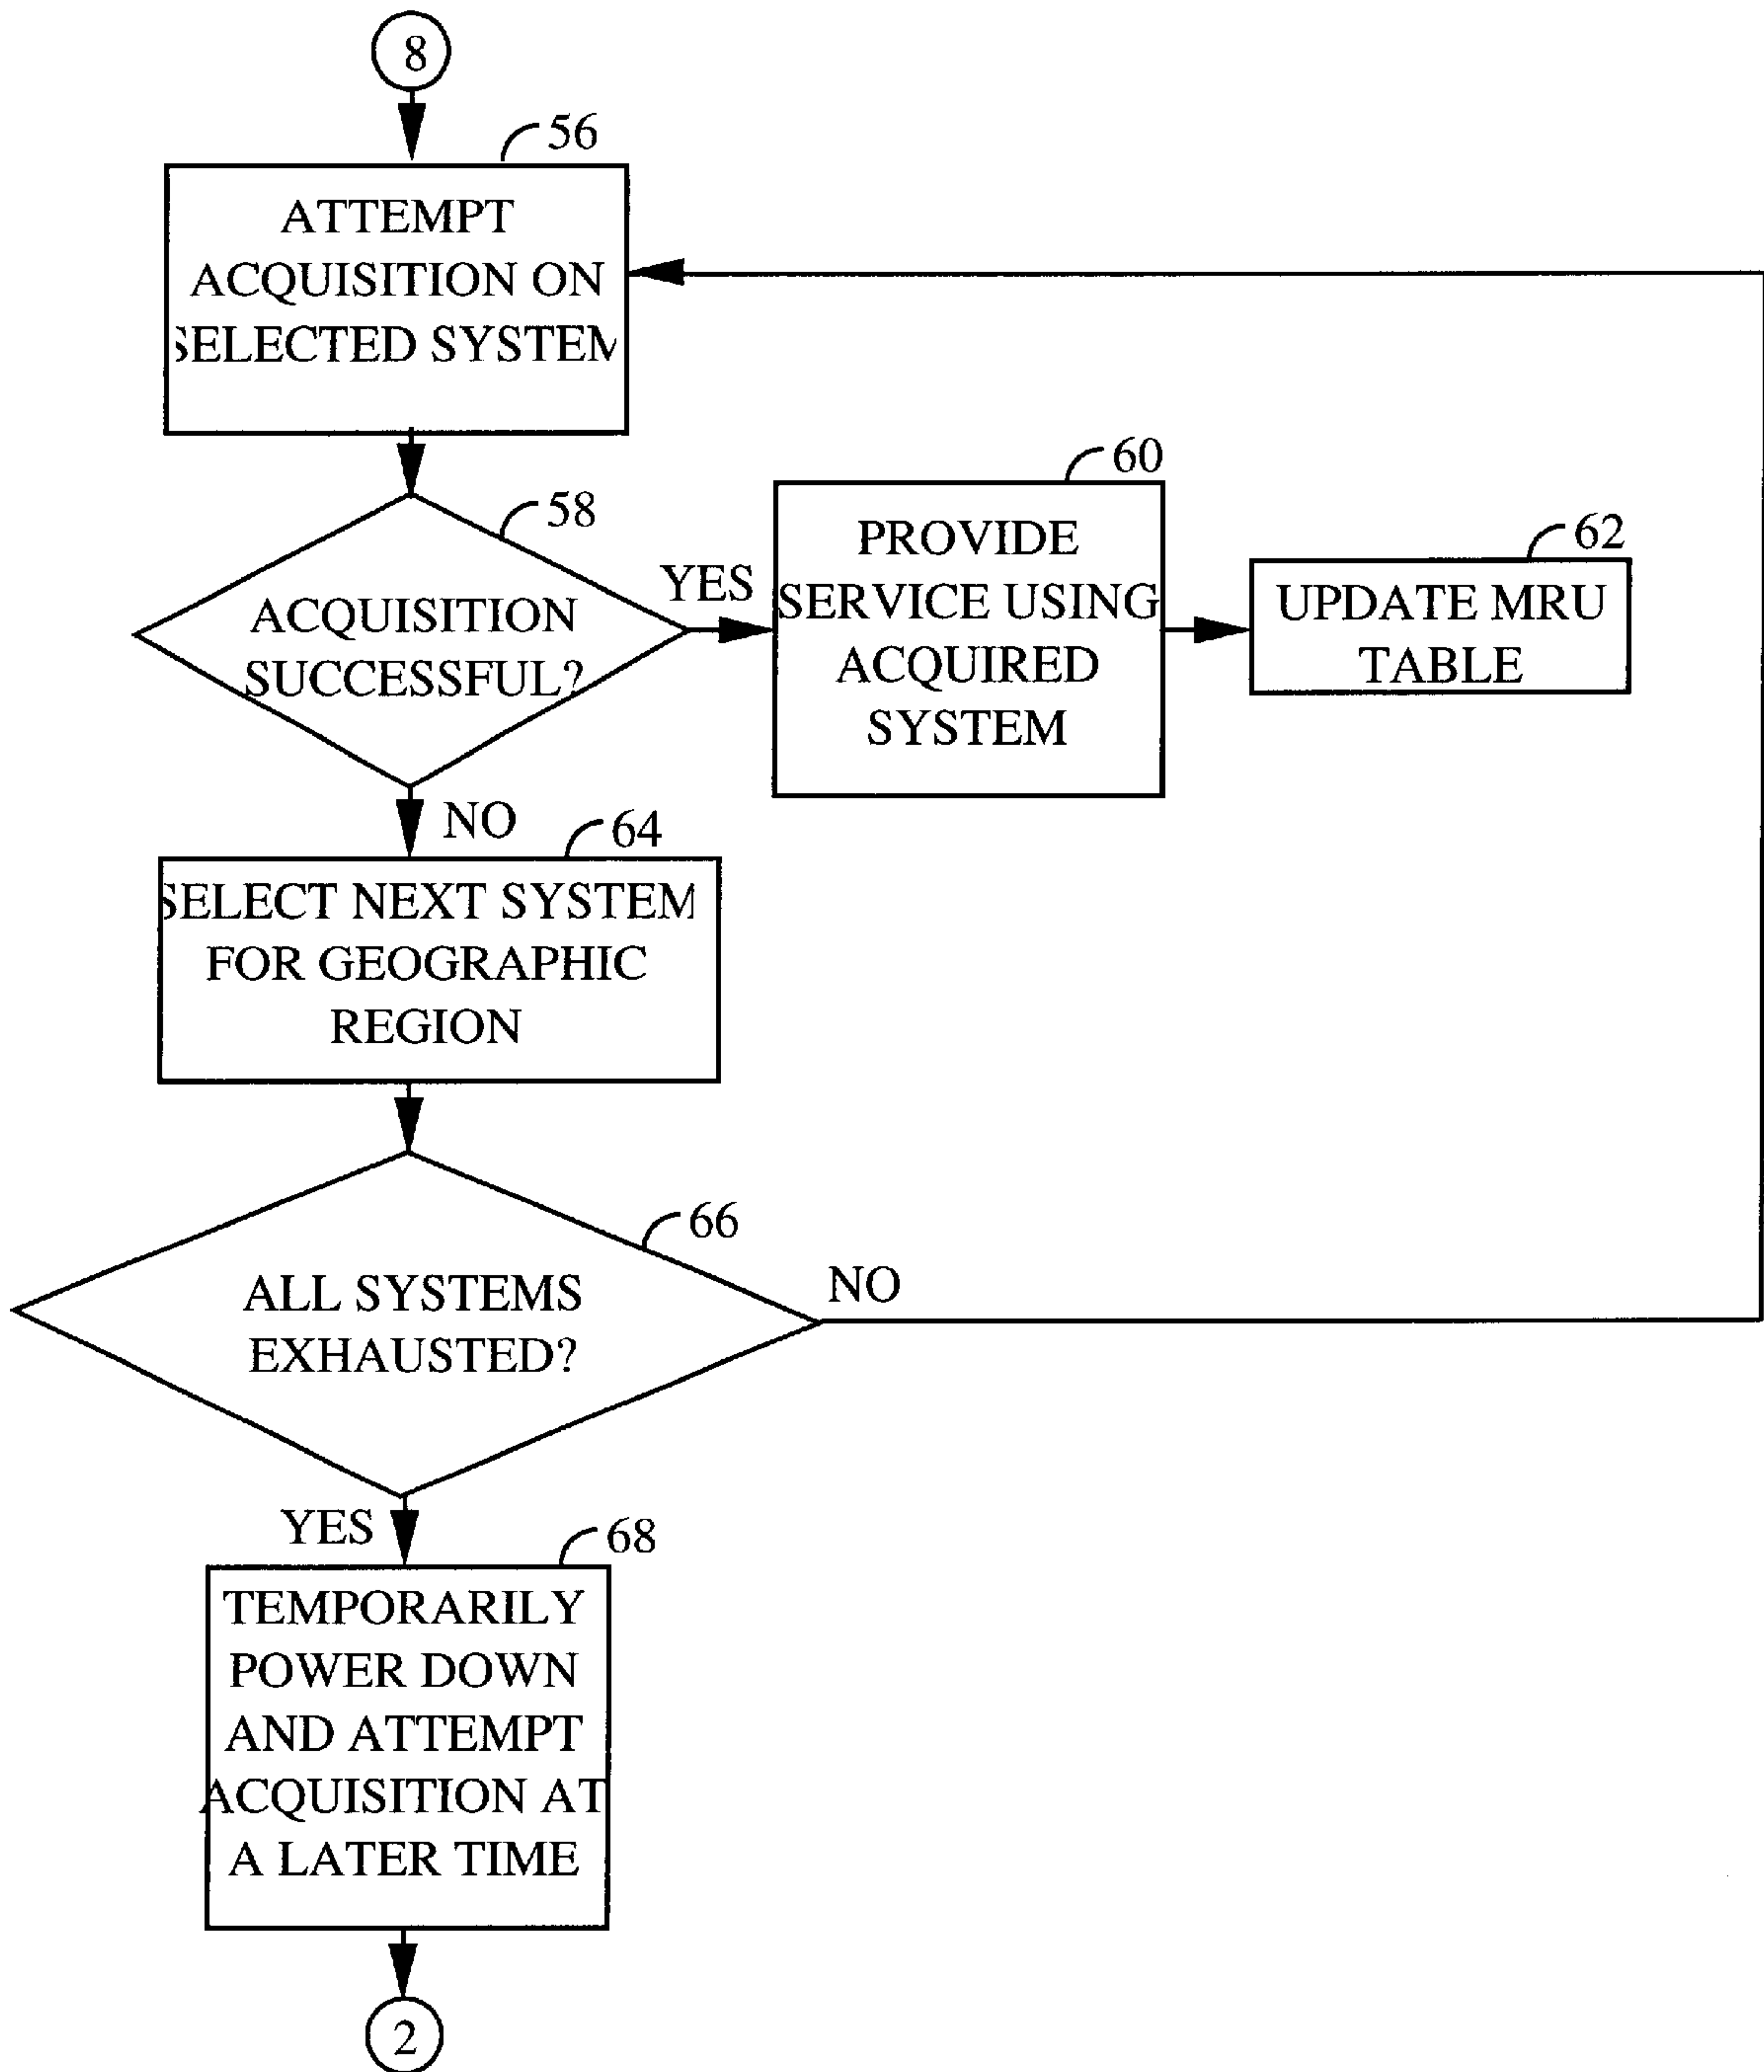 8
56
ATTEMPT
ACQUISITION ON
SELECTED SYSTEM
58
ACQUISITION
SUCCESSFUL?
YES
60
PROVIDE
SERVICE USING
ACQUIRED
SYSTEM
62
UPDATE MRU
TABLE
NO
64
SELECT NEXT SYSTEM
FOR GEOGRAPHIC
REGION
66
ALL SYSTEMS
EXHAUSTED?
NO
YES
68
TEMPORARILY
POWER DOWN
AND ATTEMPT
ACQUISITION AT
A LATER TIME
2